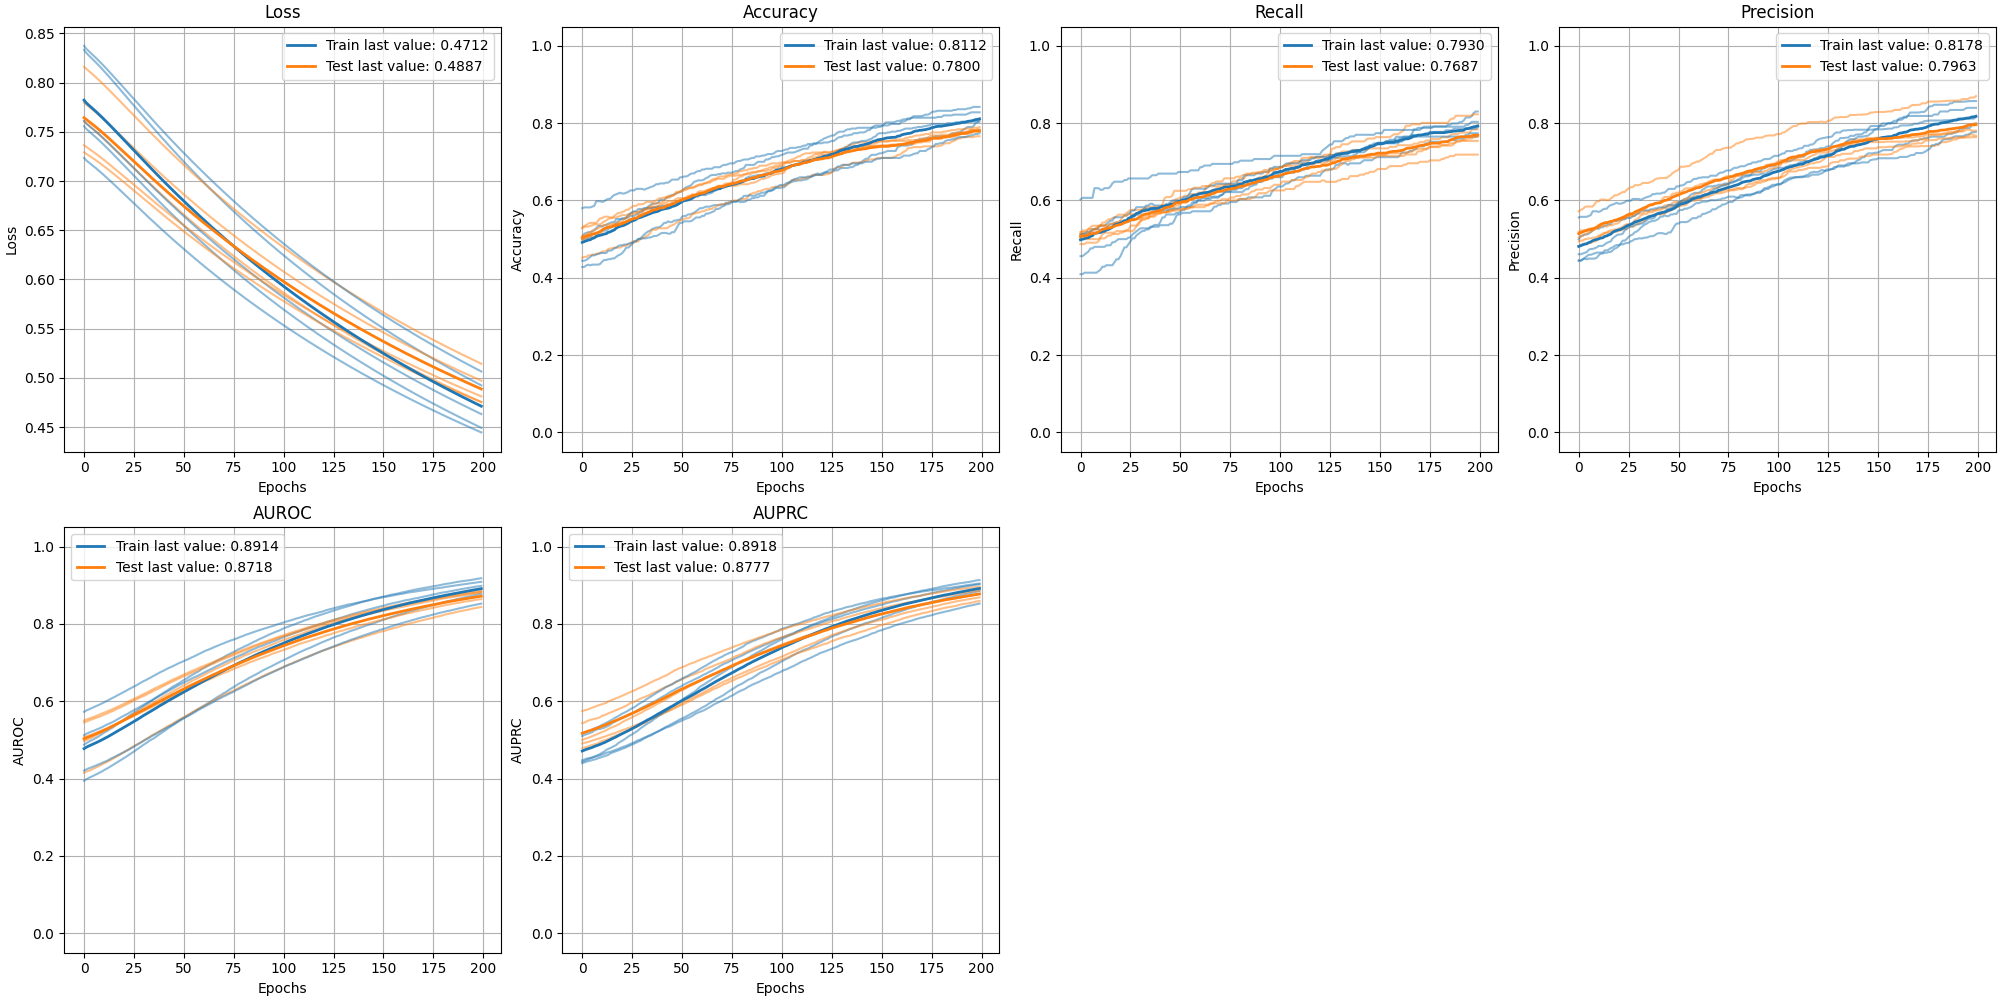 Loss
Train last value: 0.4712
Test last value: 0.4887
0.85
0.80
0.75
0.70
0.65
0.60
0.55
0.50
0.45
Loss
0 25 50 75 100 125 150 175 200
Epochs
Accuracy
Train last value: 0.8112
Test last value: 0.7800
1.0
0.8
0.6
0.4
0.2
0.0
Accuracy
0 25 50 75 100 125 150 175 200
Epochs
Recall
Train last value: 0.7930
Test last value: 0.7687
1.0
0.8
0.6
0.4
0.2
0.0
Recall
0 25 50 75 100 125 150 175 200
Epochs
Precision
Train last value: 0.8178
Test last value: 0.7963
1.0
0.8
0.6
0.4
0.2
0.0
Precision
0 25 50 75 100 125 150 175 200
Epochs
AUROC
Train last value: 0.8914
Test last value: 0.8718
1.0
0.8
0.6
0.4
0.2
0.0
AUROC
0 25 50 75 100 125 150 175 200
Epochs
AUPRC
Train last value: 0.8918
Test last value: 0.8777
1.0
0.8
0.6
0.4
0.2
0.0
AUPRC
0 25 50 75 100 125 150 175 200
Epochs